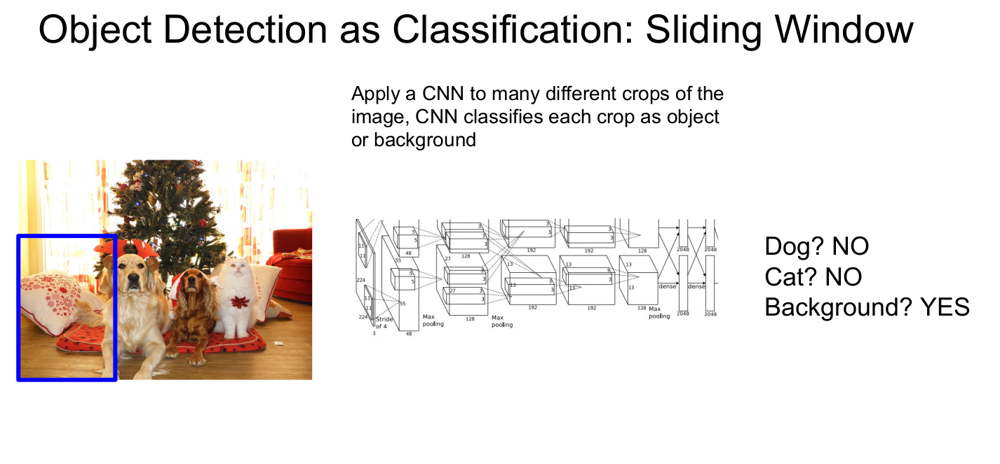 Object Detection as Classification: Sliding Window
Apply a CNN to many different crops of the
image, CNN classifies each crop as object
or background
Dog? NO
Cat? NO
Background? YES
11
11
224
11
11
224
Stride
of 4
3
55
55
48
5
5
48
5
5
Max
pooling
27
128
3
3
3
3
27
3
3
128
Max
pooling
3
3
192
13
3
3
13
192
3
3
192
13
3
3
13
192
128
13
13
128
Max
pooling
2048
2048
dense
dense
2048
2048